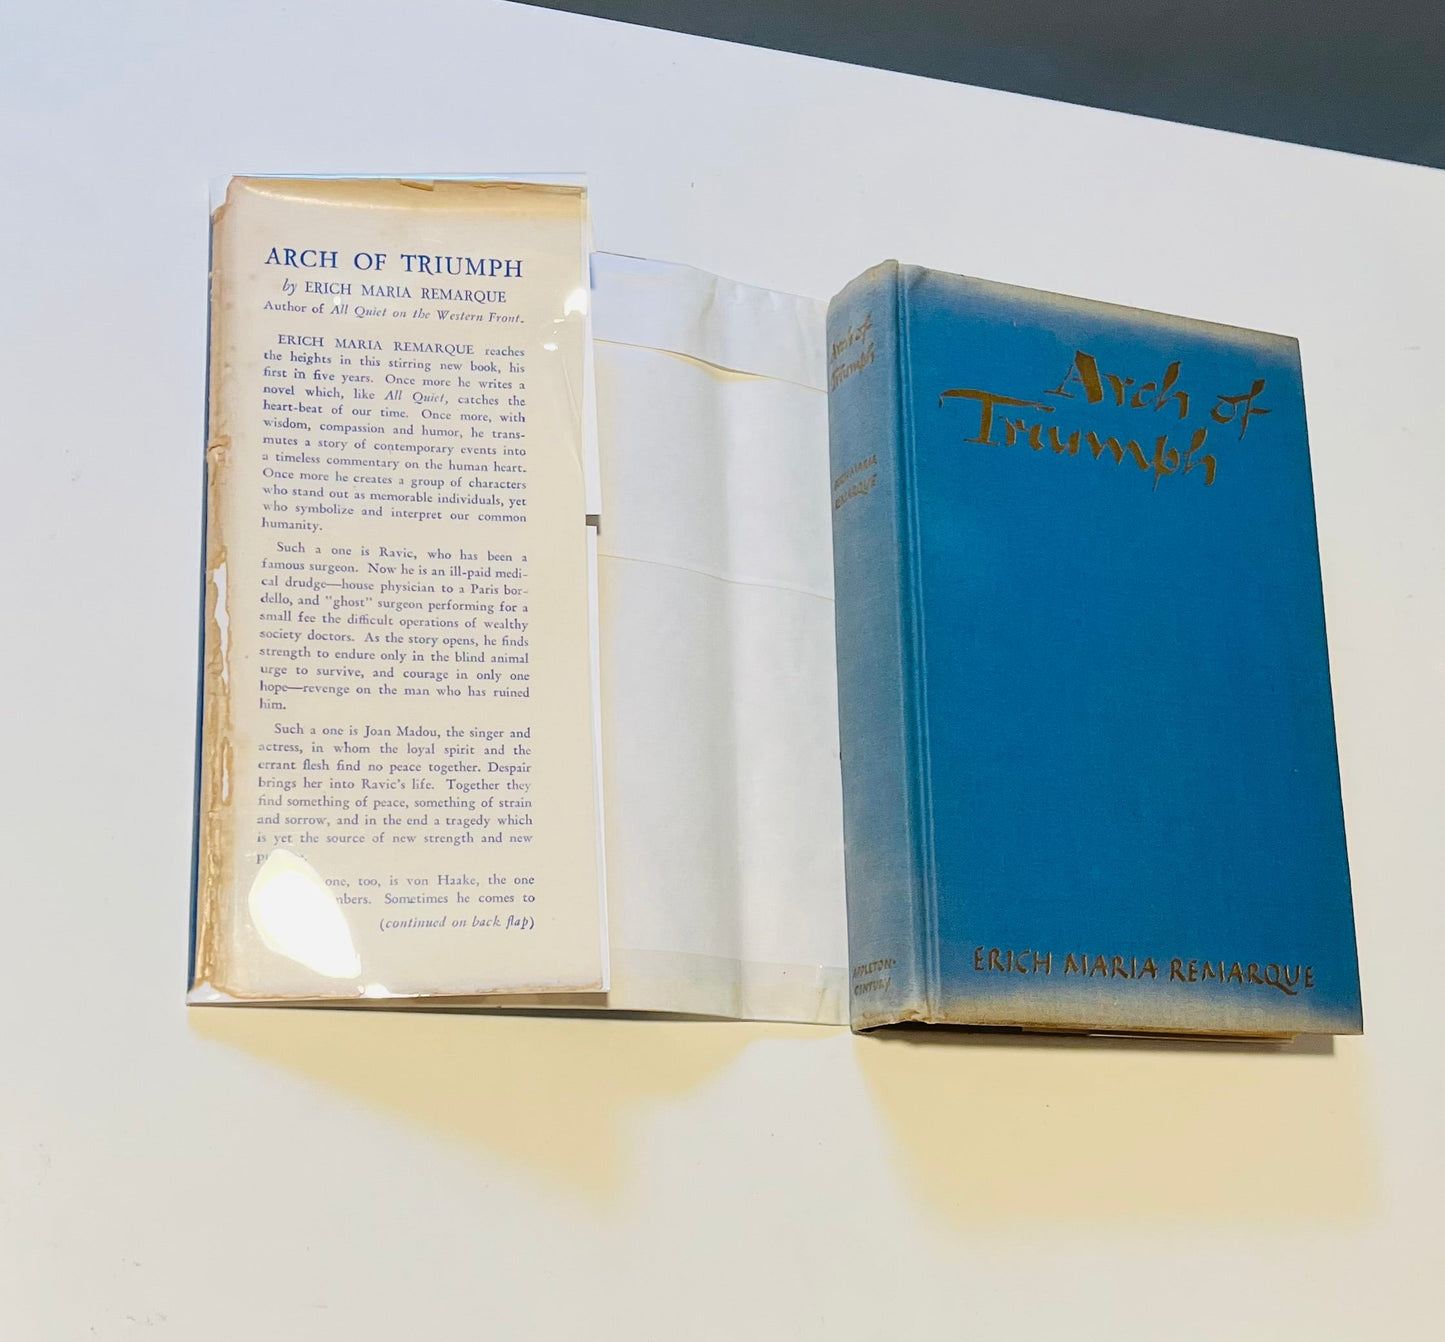 ARCH OF TRIUMPH
by ERICH MARIA REMARQUE
Author of All Quiet on the Western Front.
ERICH MARIA REMARQUE reaches
the heights in this stirring new book, his
first in five years. Once more he writes a
novel which, like All Quiet, catches the
heart-beat of our time. Once more, with
wisdom, compassion and humor, he trans-
mutes a story of contemporary events into
a timeless commentary on the human heart.
Once more he creates a group of characters
who stand out as memorable individuals, yet
who symbolize and interpret our common
humanity.
Such a one is Ravic, who has been a
famous surgeon. Now he is an ill-paid medi-
cal drudge—house physician to a Paris bor-
dello, and "ghost" surgeon performing for a
small fee the difficult operations of wealthy
society doctors. As the story opens, he finds
strength to endure only in the blind animal
urge to survive, and courage in only one
hope—revenge on the man who has ruined
him.
Such a one is Joan Madou, the singer and
actress, in whom the loyal spirit and the
errant flesh find no peace together. Despair
brings her into Ravic's life. Together they
find something of peace, something of strain
and sorrow, and in the end a tragedy which
is yet the source of new strength and new
one, too, is von Haake, the one
Sometimes he comes to
(continued on back flap)
Arch of
Triumph
ERICH MARIA
REMARQUE
APPLETON-
CENTURY
Arch of
Triumph
ERICH MARIA REMARQUE